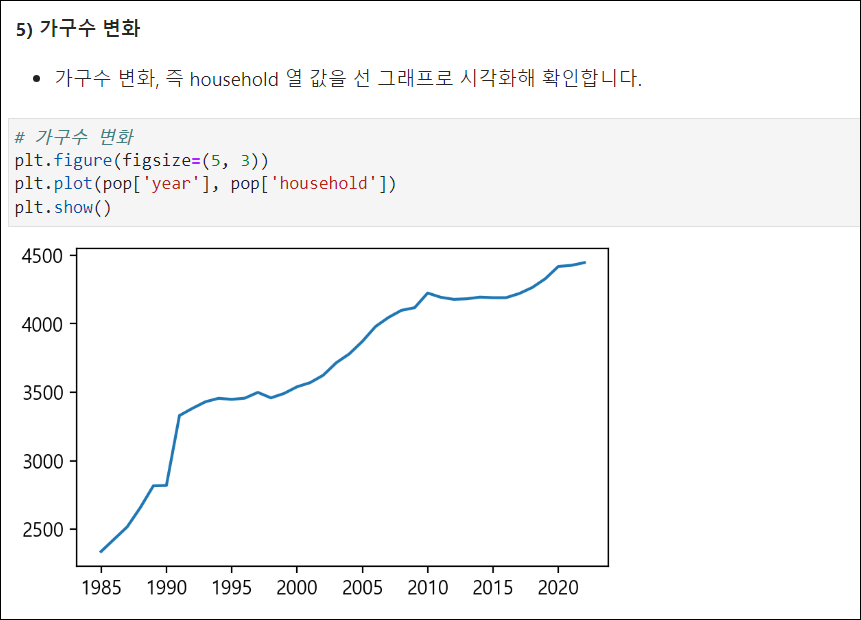 5) 가구수 변화
• 가구수 변화, 즉 household 열 값을 선 그래프로 시각화해 확인합니다.
# 가구수 변화
plt.figure(figsize=(5, 3))
plt.plot(pop['year'], pop['household'])
plt.show()
4500
4000
3500
3000
2500
1985 1990 1995 2000 2005 2010 2015 2020